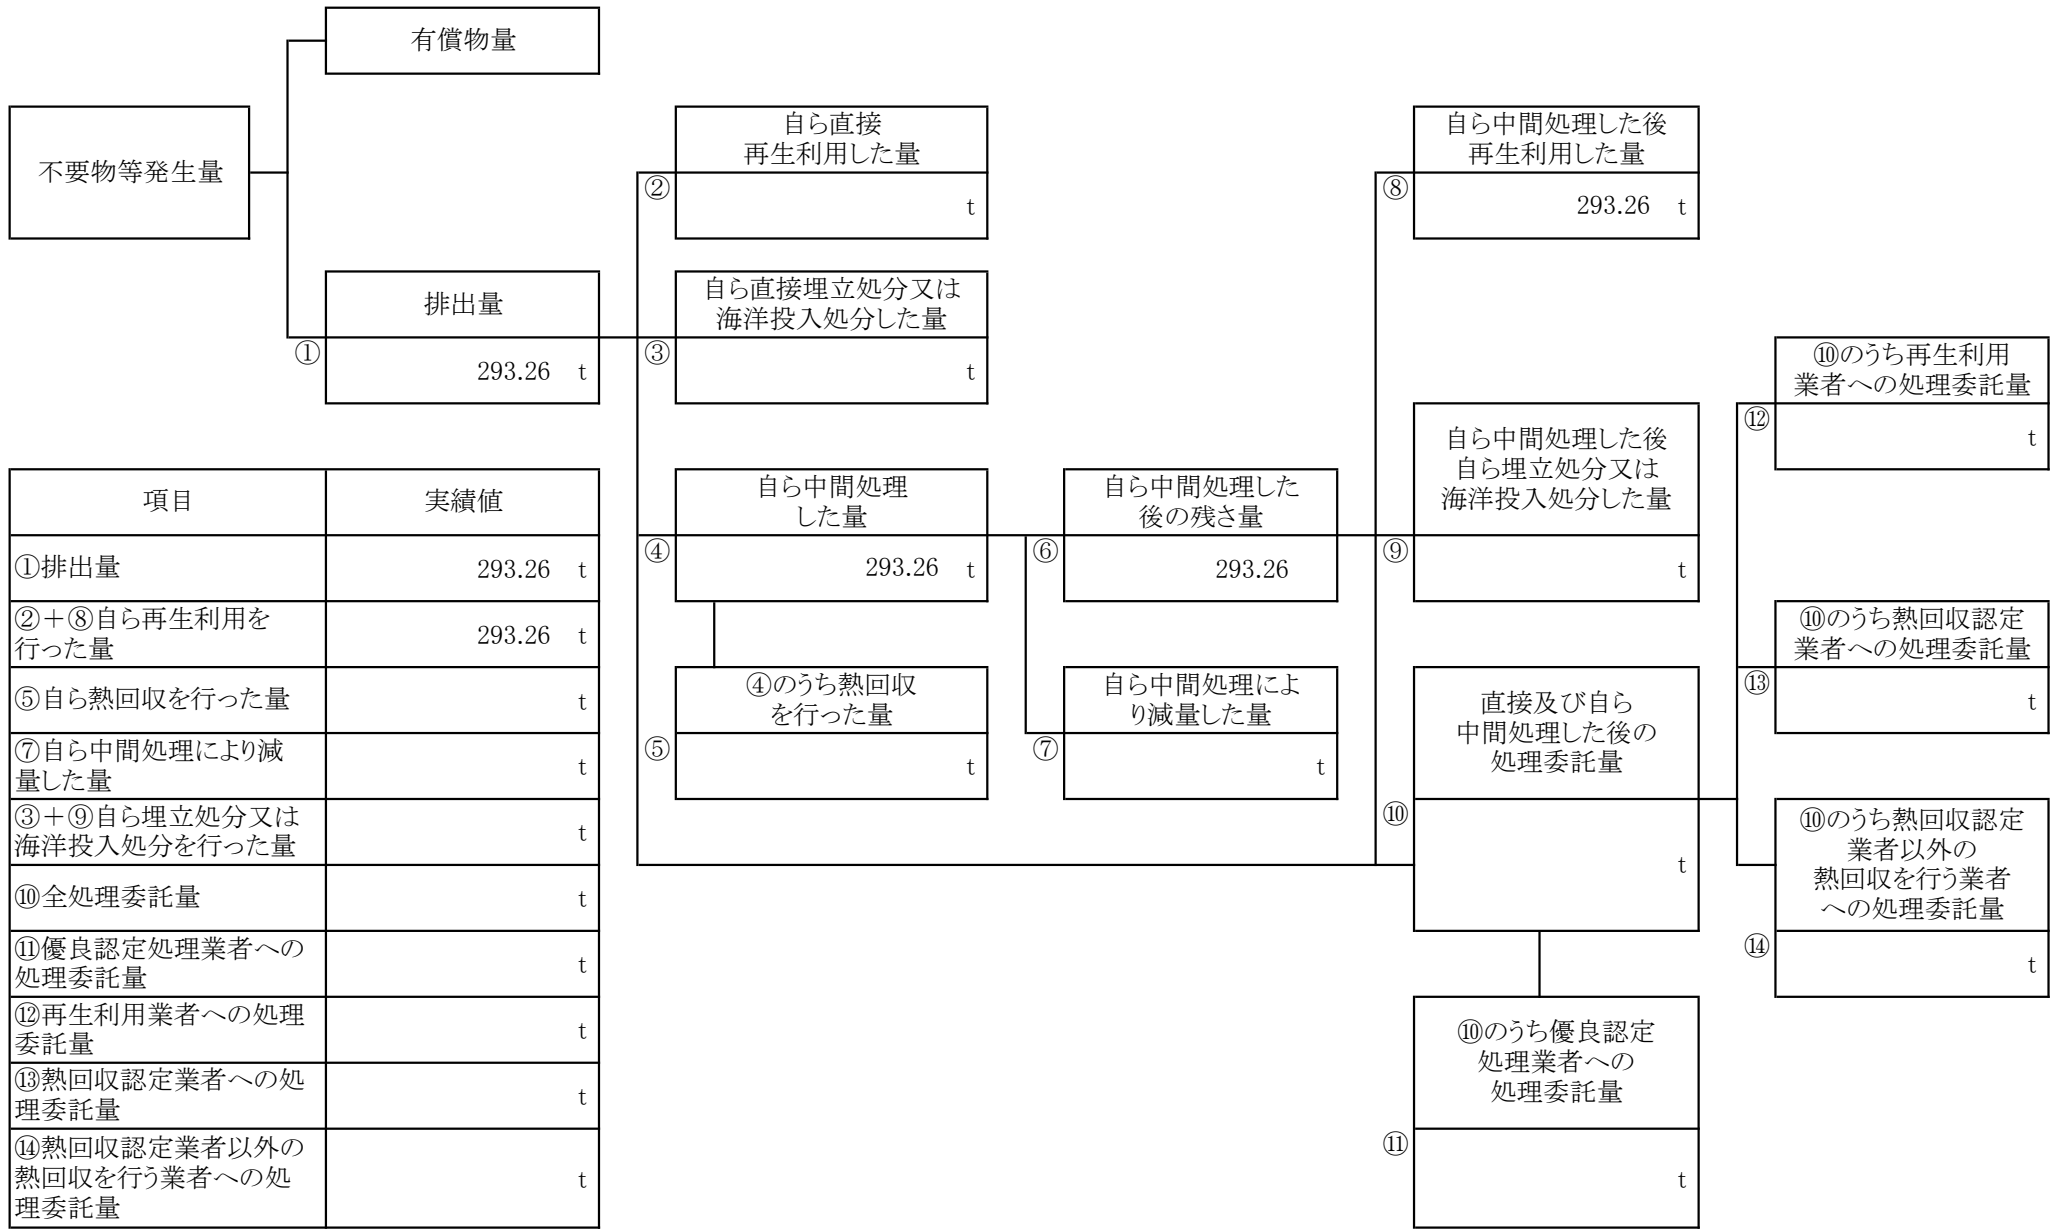 有償物量
不要物等発生量
排出量
①
293.26 t
自ら直接
再生利用した量
②
t
自ら直接埋立処分又は
海洋投入処分した量
③
t
自ら中間処理
した量
④
293.26 t
④のうち熱回収
を行った量
⑤
t
自ら中間処理した
後の残さ量
⑥
293.26
自ら中間処理によ
り減量した量
⑦
t
自ら中間処理した後
再生利用した量
⑧
293.26 t
自ら中間処理した後
自ら埋立処分又は
海洋投入処分した量
⑨
t
直接及び自ら
中間処理した後の
処理委託量
⑩
t
⑩のうち優良認定
処理業者への
処理委託量
⑪
t
⑩のうち再生利用
業者への処理委託量
⑫
t
⑩のうち熱回収認定
業者への処理委託量
⑬
t
⑩のうち熱回収認定
業者以外の
熱回収を行う業者
への処理委託量
⑭
t
項目 実績値
①排出量 293.26 t
②＋⑧自ら再生利用を
行った量 293.26 t
⑤自ら熱回収を行った量 t
⑦自ら中間処理により減
量した量 t
③＋⑨自ら埋立処分又は
海洋投入処分を行った量 t
⑩全処理委託量 t
⑪優良認定処理業者への
処理委託量 t
⑫再生利用業者への処理
委託量 t
⑬熱回収認定業者への処
理委託量 t
⑭熱回収認定業者以外の
熱回収を行う業者への処
理委託量 t